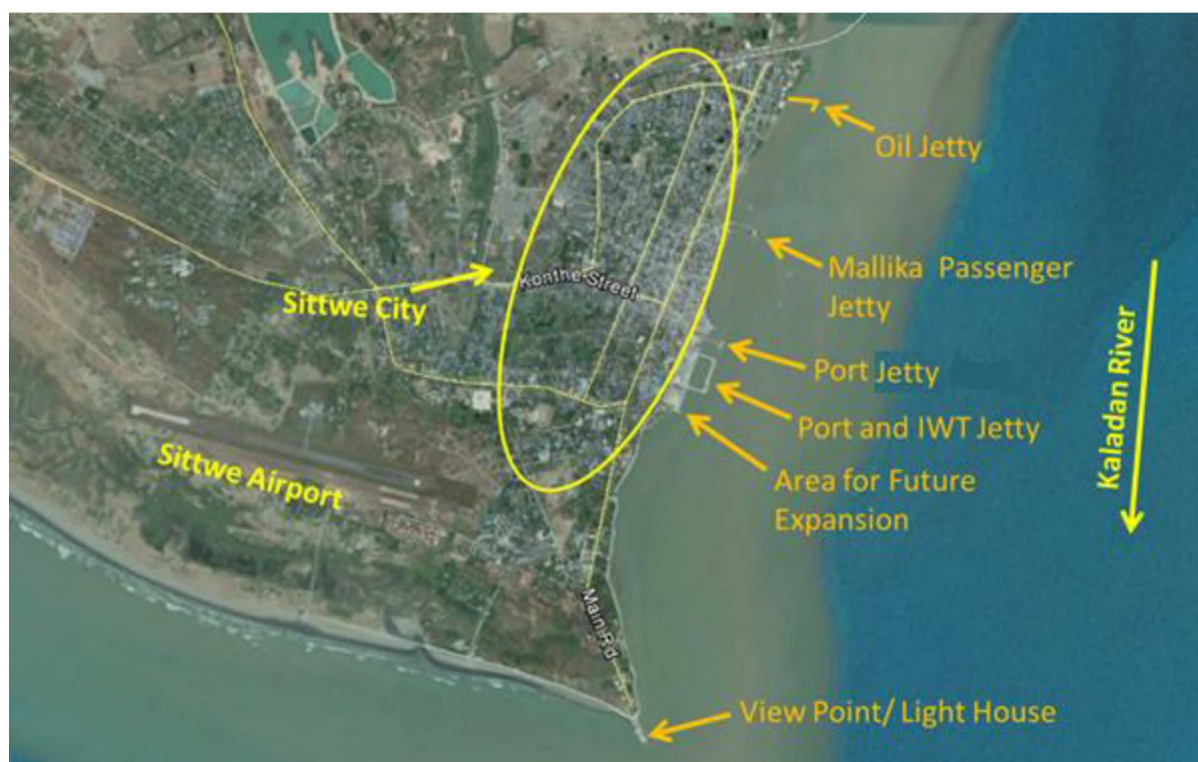 Oil Jetty
Mallika Passenger
Jetty
Konthe Street
Sittwe City
Port Jetty
Port and IWT Jetty
Kaladan River
Sittwe Airport
Area for Future
Expansion
Main Rd
View Point/ Light House